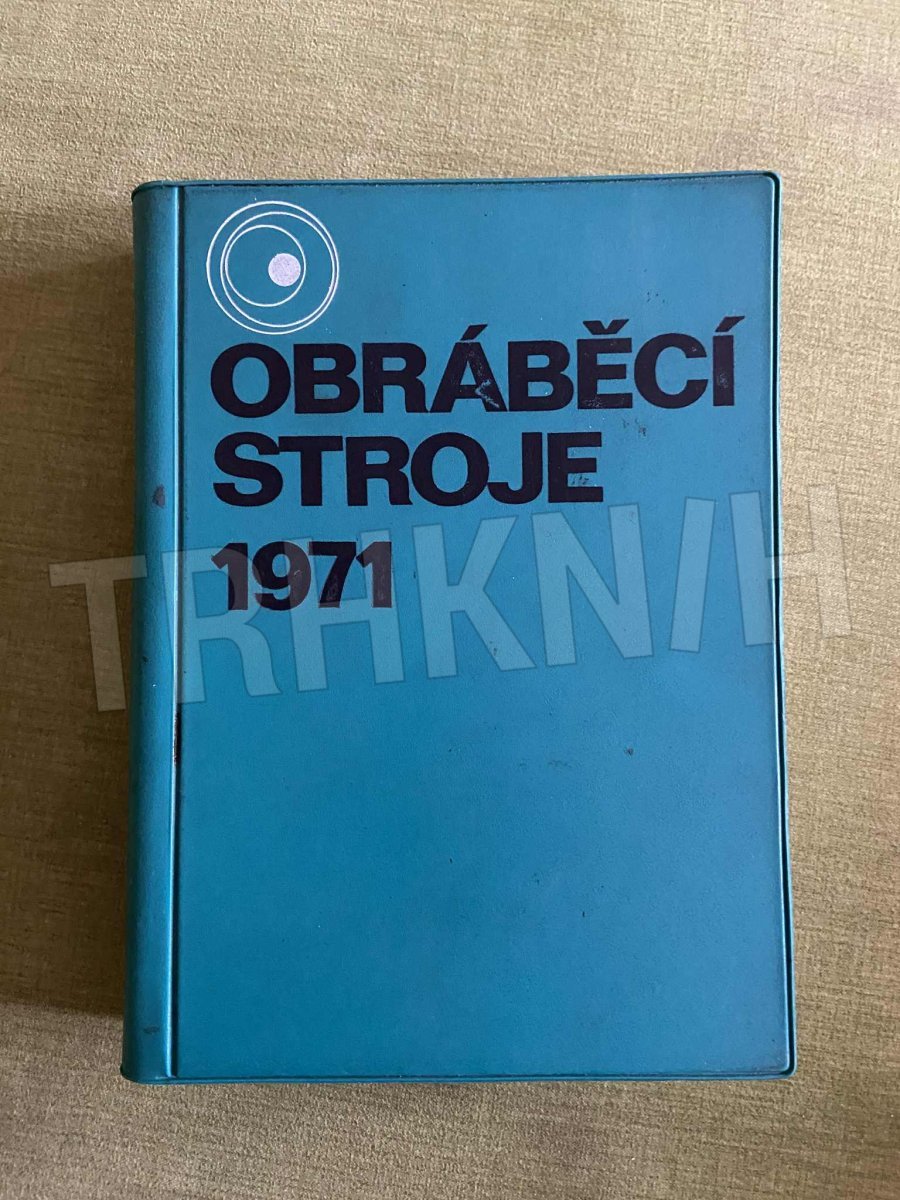 OBRÁBĚCÍ
STROJE
1971
TRHKNIH